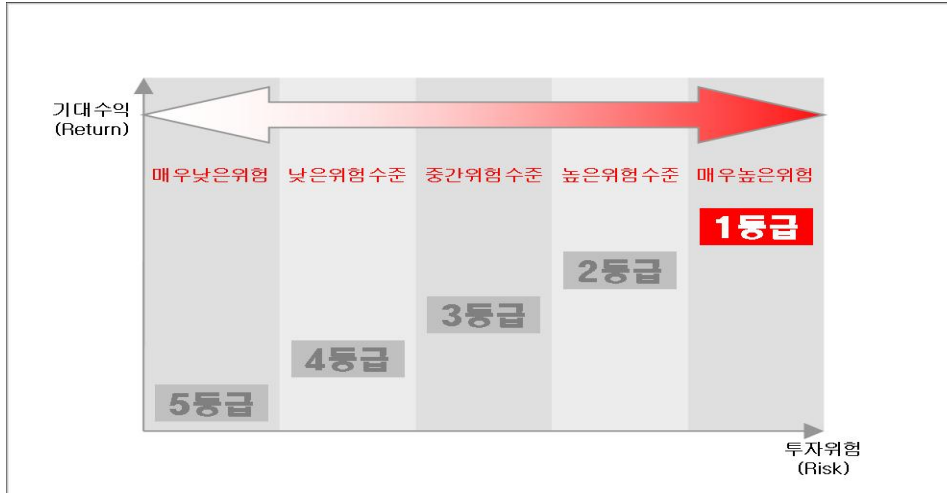 기대수익
(Return)
매우낮은위험 낮은위험수준 중간위험수준 높은위험수준 매우높은위험
1등급
2등급
3등급
4등급
5등급
투자위험
(Risk)